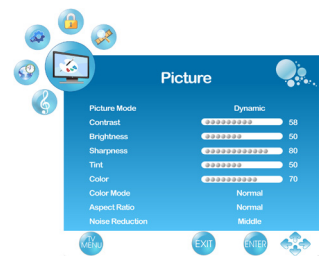 Picture
Picture Mode Dynamic
Contrast 58
Brightness 50
Sharpness 80
Tint 50
Color 70
Color Mode Normal
Aspect Ratio Normal
Noise Reduction Middle
TV MENU EXIT ENTER